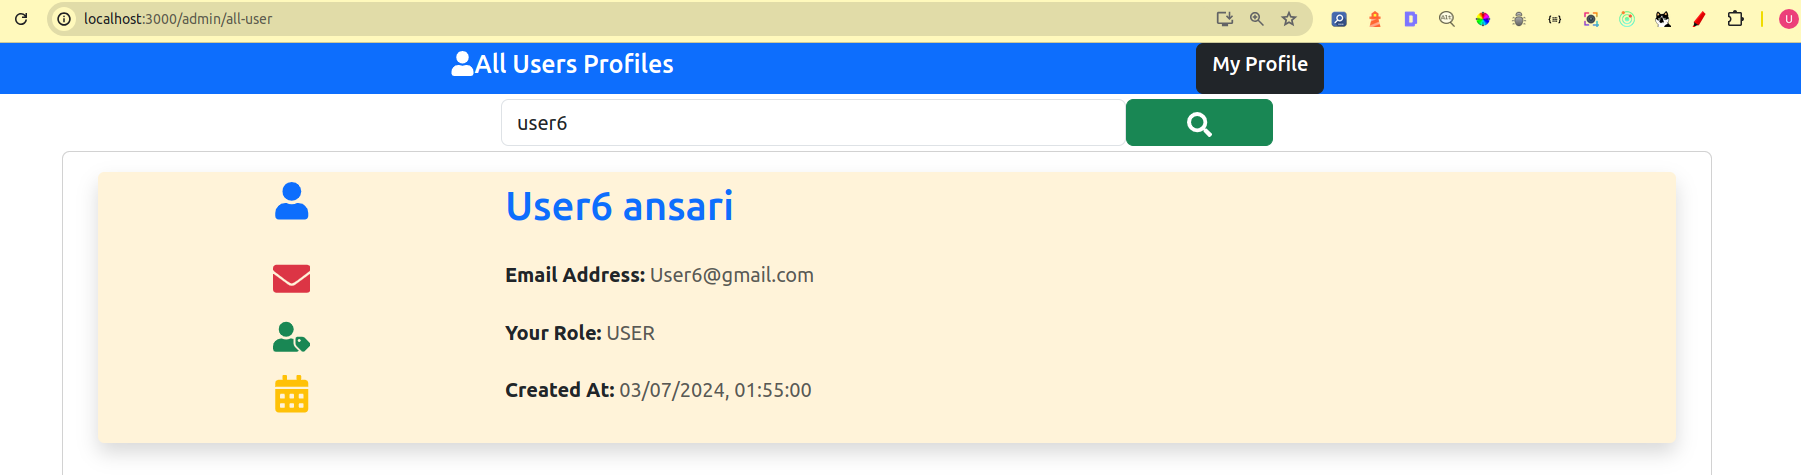 localhost:3000/admin/all-user
U
All Users Profiles
My Profile
user6
User6 ansari
Email Address: User6@gmail.com
Your Role: USER
Created At: 03/07/2024, 01:55:00